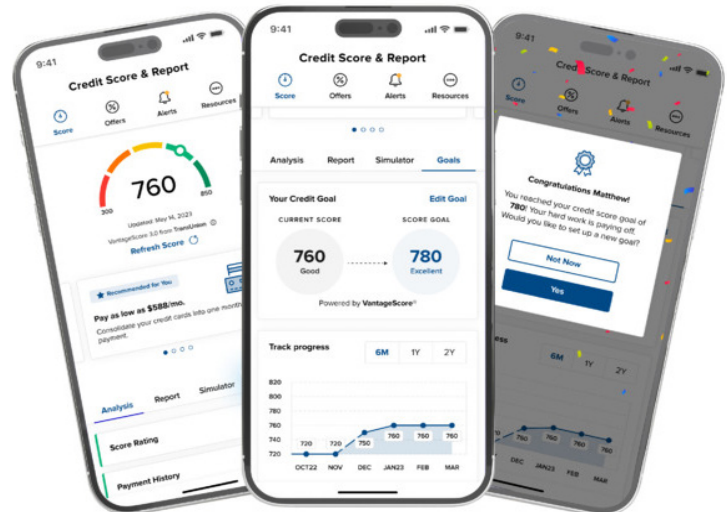 9:41
Credit Score & Report
Score
Offers
Alerts
Resources
300
760
850
Updated: May 14, 2023
VantageScore 3.0 from TransUnion
Refresh Score
Recommended for You
Pay as low as $588/mo.
Consolidate your credit cards into one month
payment.
Analysis Report Simulator
Score Rating
Payment History
9:41
Credit Score & Report
Score
Offers
Alerts
Resources
Analysis Report Simulator Goals
Your Credit Goal Edit Goal
CURRENT SCORE SCORE GOAL
760 780
Good Excellent
Powered by VantageScore®
Track progress 6M 1Y 2Y
820
800
780
760
740
720
720 720 750 760 760 760
OCT22 NOV DEC JAN23 FEB MAR
9:41
Credit Score & Report
Score
Offers
Alerts
Resources
Congratulations Matthew!
You reached your credit score goal of
780! Your hard work is paying off.
Would you like to set up a new goal?
Not Now
Yes
ess 6M 1Y 2Y
760 760 760
DEC JAN23 FEB MAR